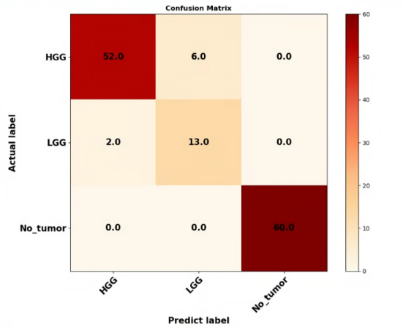 Confusion Matrix
HGG 52.0 6.0 0.0
LGG 2.0 13.0 0.0
No_tumor 0.0 0.0 60.0
HGG LGG No_tumor
Actual label
Predict label
60
50
40
30
20
10
0